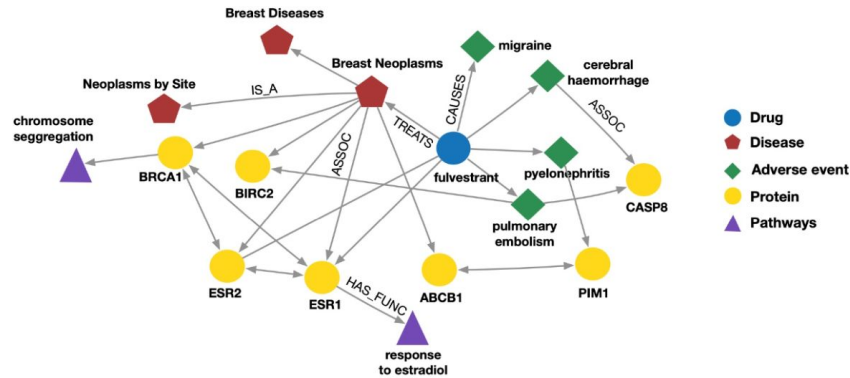 Breast Diseases
Breast Neoplasms
migraine
cerebral
haemorrhage
Neoplasms by Site
IS_A
CAUSES
ASSOC
chromosome
seggregation
TREATS
ASSOC
BRCA1
BIRC2
fulvestrant
pyelonephritis
CASP8
pulmonary
embolism
ESR2
ESR1
HAS_FUNC
ABCB1
PIM1
response
to estradiol
Drug
Disease
Adverse event
Protein
Pathways